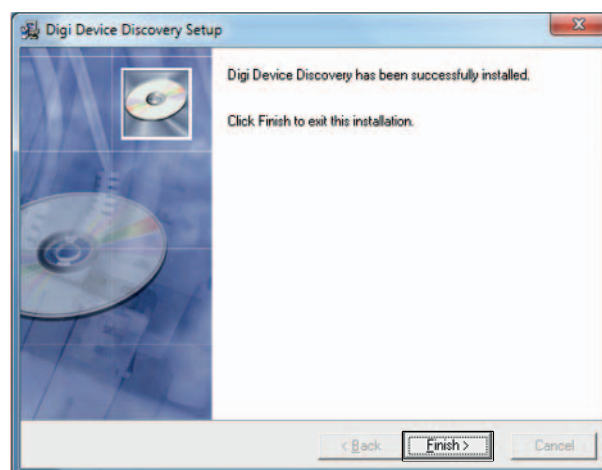 Digi Device Discovery Setup
Digi Device Discovery has been successfully installed.
Click Finish to exit this installation.
< Back
Finish >
Cancel